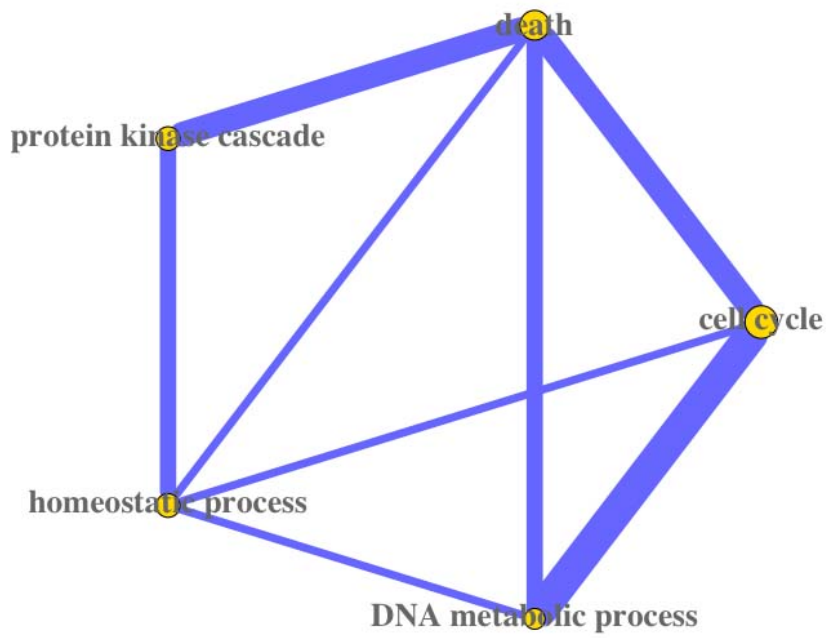 death
protein kinase cascade
cell cycle
homeostatic process
DNA metabolic process